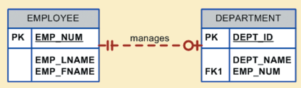 EMPLOYEE
PK EMP_NUM
EMP_LNAME
EMP_FNAME
manages
DEPARTMENT
PK DEPT_ID
DEPT_NAME
FK1 EMP_NUM